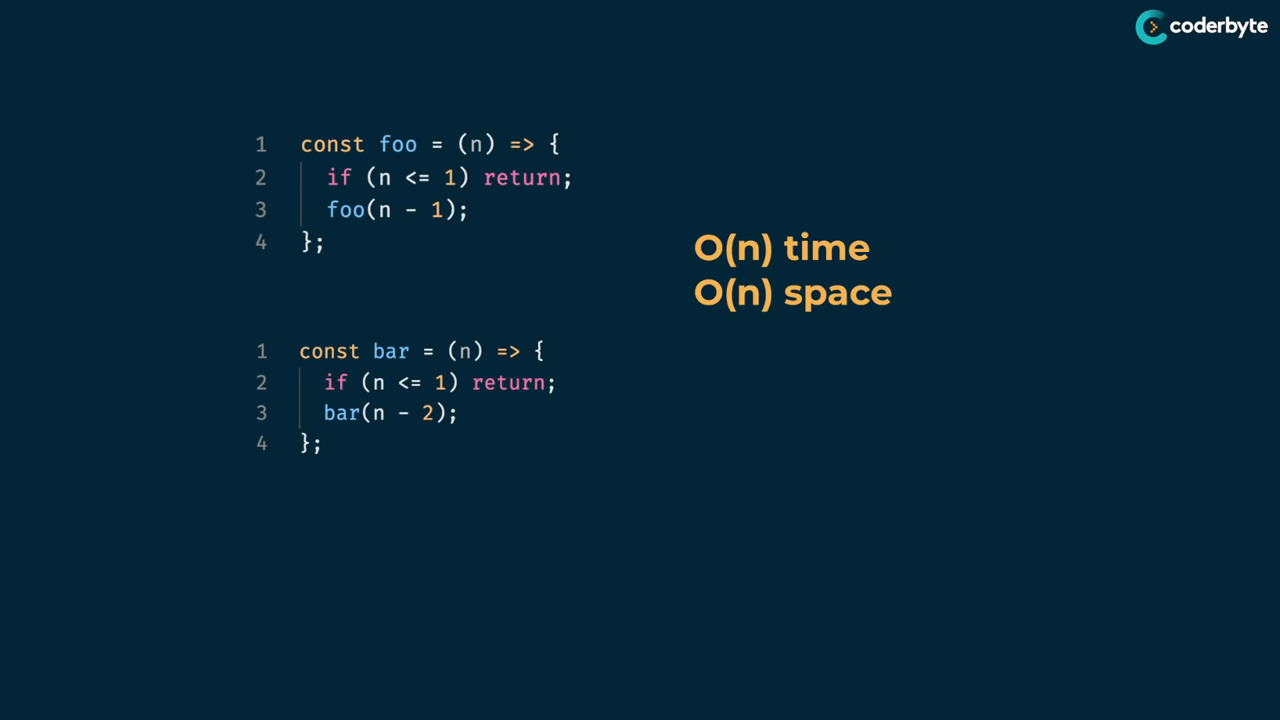 coderbyte
1 const foo = (n) => {
2 if (n <= 1) return;
3 foo(n - 1);
4 };
O(n) time
O(n) space
1 const bar = (n) => {
2 if (n <= 1) return;
3 bar(n - 2);
4 };